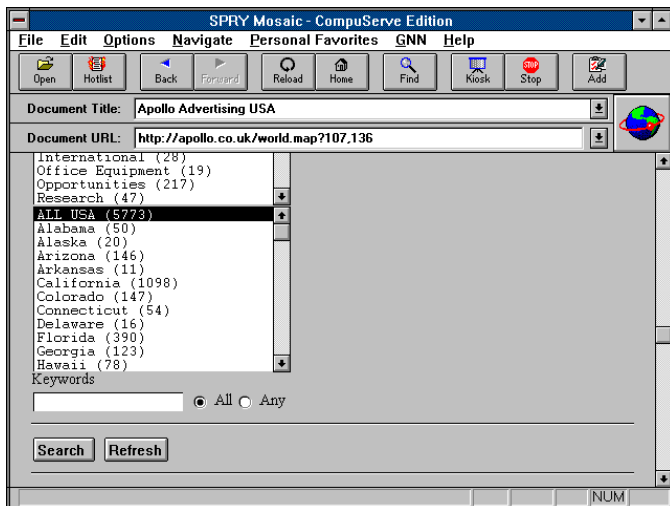 SPRY Mosaic - CompuServe Edition
File Edit Options Navigate Personal Favorites GNN Help
Open Hotlist Back Forward Reload Home Find Kiosk Stop Add
Document Title: Apollo Advertising USA
Document URL: http://apollo.co.uk/world.map?107,136
International (28)
Office Equipment (19)
Opportunities (217)
Research (47)
ALL USA (5773)
Alabama (50)
Alaska (20)
Arizona (146)
Arkansas (11)
California (1098)
Colorado (147)
Connecticut (54)
Delaware (16)
Florida (390)
Georgia (123)
Hawaii (78)
Keywords
All Any
Search Refresh
NUM